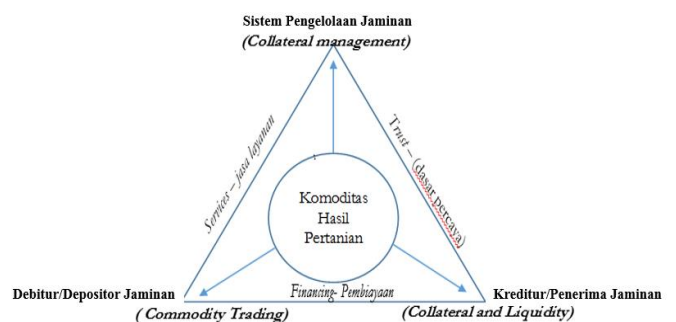 Sistem Pengelolaan Jaminan
(Collateral management)
Services – jasa layanan
Trust – (dasar percaya)
Komoditas
Hasil
Pertanian
Financing- Pembiayaan
Debitur/Depositor Jaminan
Kreditur/Penerima Jaminan
( Commodity Trading)
(Collateral and Liquidity)